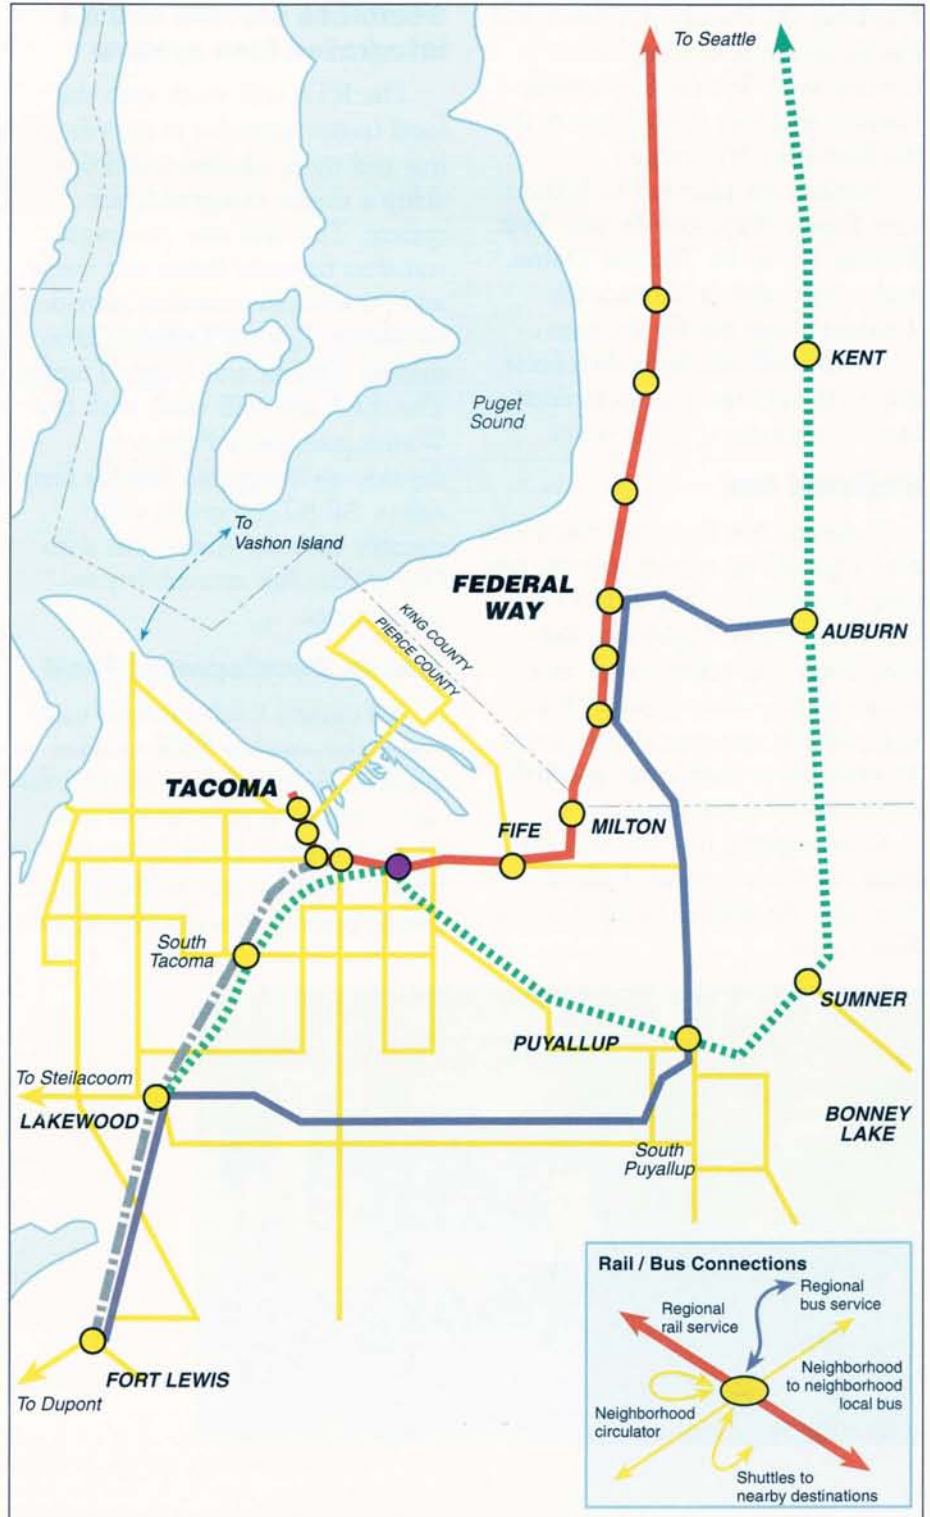 To Seattle
KENT
Puget
Sound
To
Vashon Island
FEDERAL
WAY
KING COUNTY
PIERCE COUNTY
AUBURN
TACOMA
FIFE
MILTON
South
Tacoma
SUMNER
PUYALLUP
To Steilacoom
LAKEWOOD
BONNEY
LAKE
South
Puyallup
FORT LEWIS
To Dupont
Rail / Bus Connections
Regional
rail service
Regional
bus service
Neighborhood
to neighborhood
local bus
Neighborhood
circulator
Shuttles to
nearby destinations